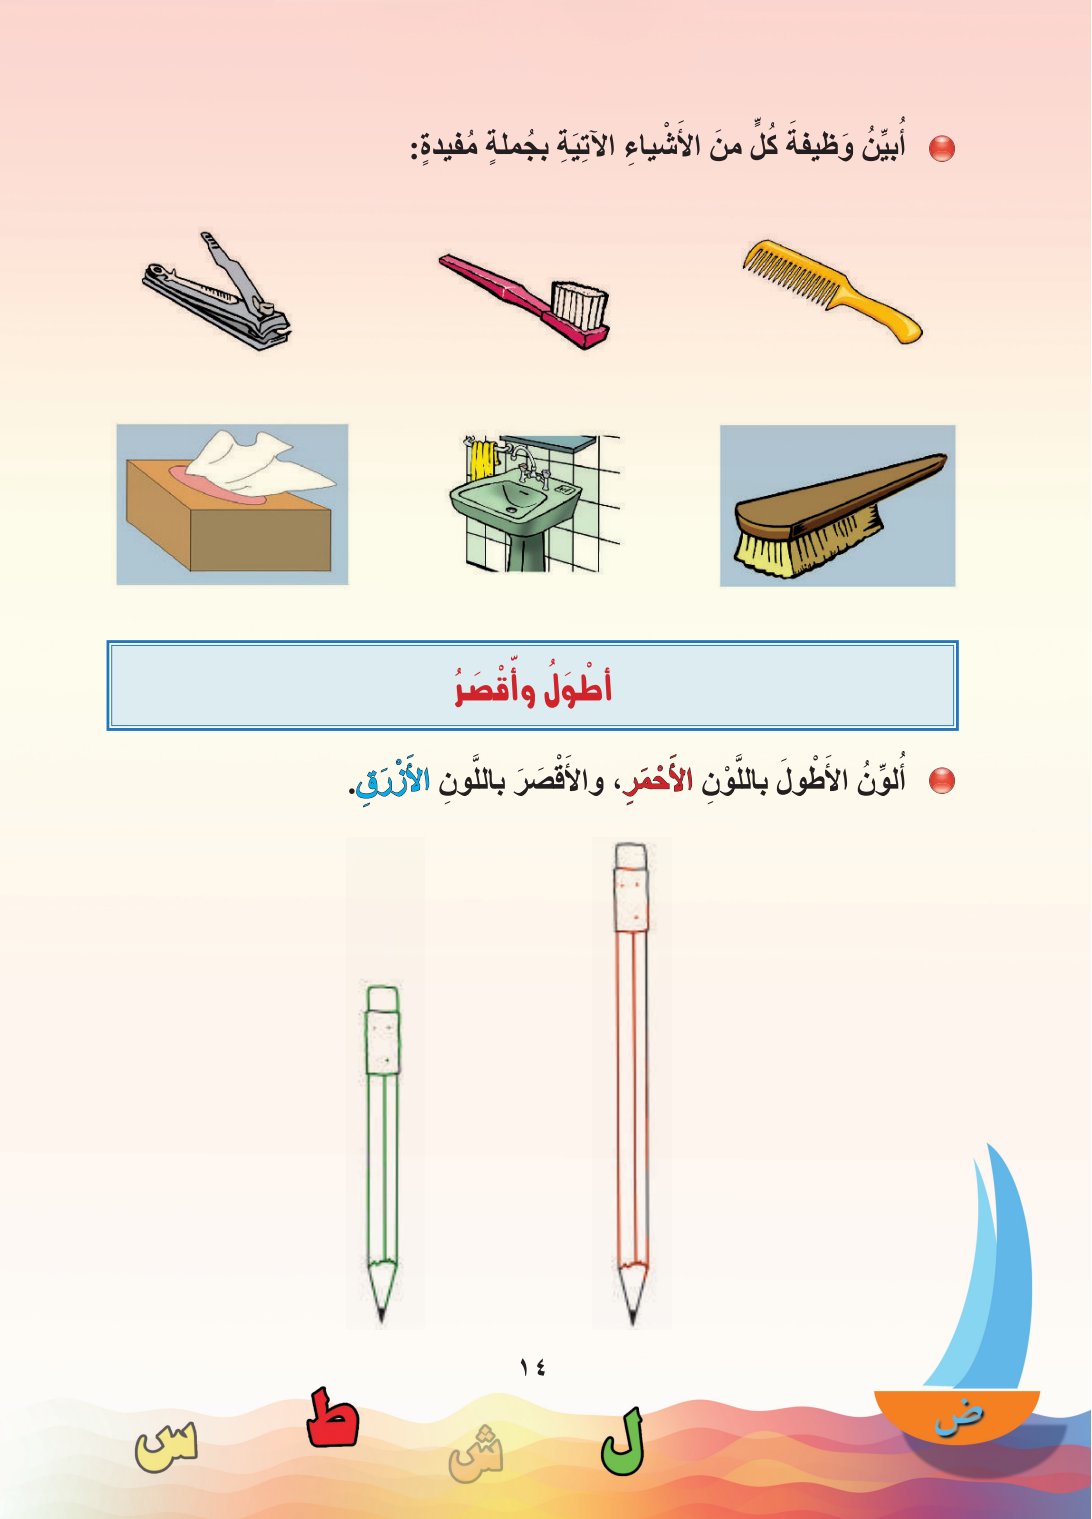 أُبيِّنُ وَظيفةَ كُلٍّ منَ الأَشْياءِ الآتِيَةِ بجُملةٍ مُفيدةٍ:
أطْوَلُ وأّقْصَرُ
أُلوِّنُ الأَطْولَ باللَّوْنِ الأَحْمَرِ، والأَقْصَرَ باللَّونِ الأَزْرَقِ.
١٤
ض
ل
ش
ط
س